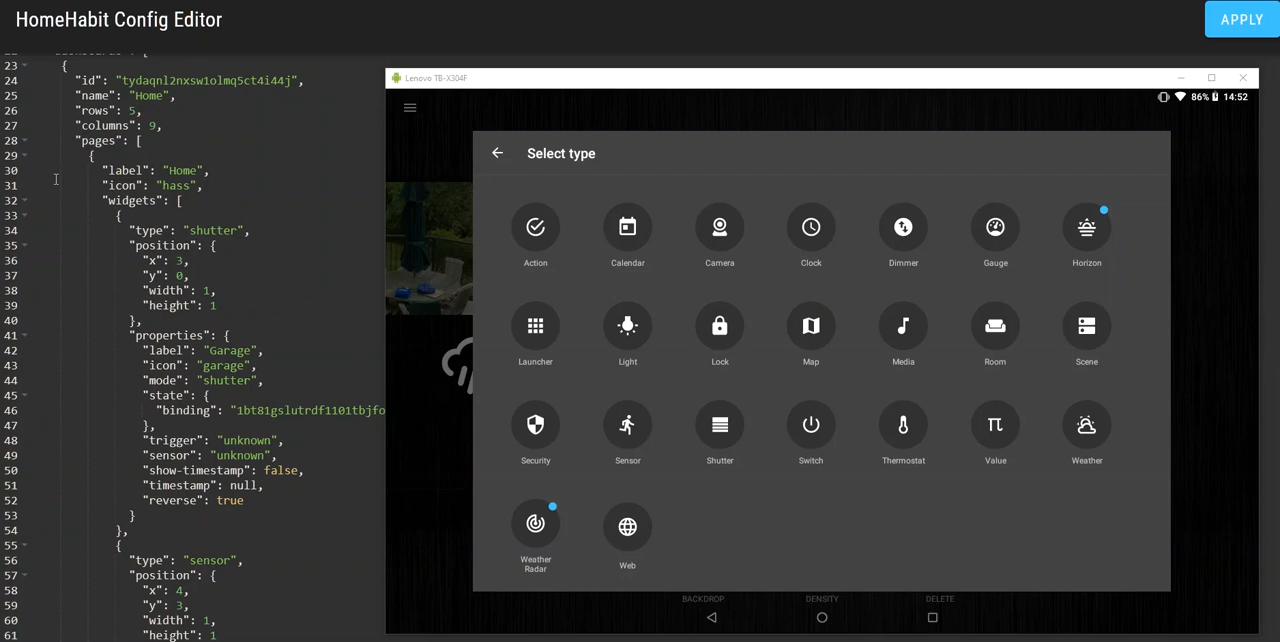 HomeHabit Config Editor
APPLY
23 {
24 "id": "tydaqnl2nxsw1olmq5ct4i44j",
25 "name": "Home",
26 "rows": 5,
27 "columns": 9,
28 "pages": [
29 {
30 "label": "Home",
31 "icon": "hass",
32 "widgets": [
33 {
34 "type": "shutter",
35 "position": {
36 "x": 3,
37 "y": 0,
38 "width": 1,
39 "height": 1
40 },
41 "properties": {
42 "label": "Garage",
43 "icon": "garage",
44 "mode": "shutter",
45 "state": {
46 "binding": "1bt81gslutrdf1101tbjfo
47 },
48 "trigger": "unknown",
49 "sensor": "unknown",
50 "show-timestamp": false,
51 "timestamp": null,
52 "reverse": true
53 }
54 },
55 {
56 "type": "sensor",
57 "position": {
58 "x": 4,
59 "y": 3,
60 "width": 1,
61 "height": 1
Lenovo TB-X304F
86% 14:52
Select type
Action Calendar Camera Clock Dimmer Gauge Horizon
Launcher Light Lock Map Media Room Scene
Security Sensor Shutter Switch Thermostat Value Weather
Weather
Radar
Web
BACKDROP DENSITY DELETE